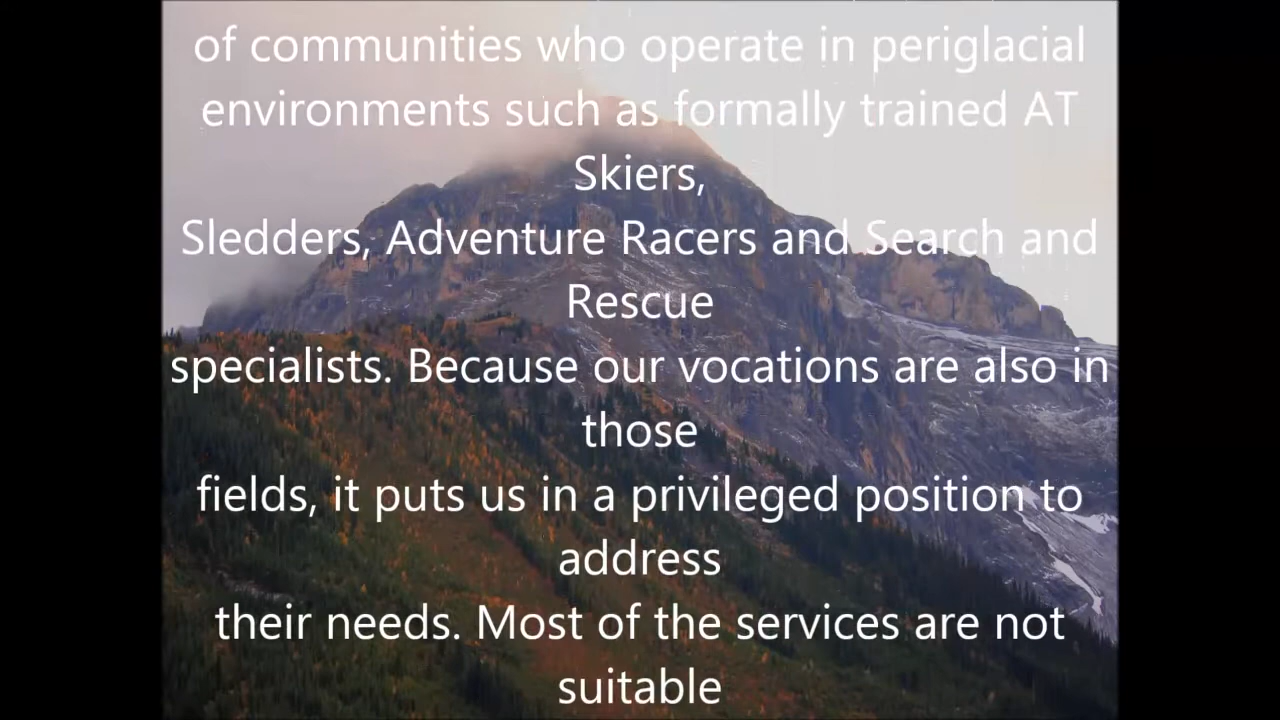 of communities who operate in periglacial
environments such as formally trained AT
Skiers,
Sledders, Adventure Racers and Search and
Rescue
specialists. Because our vocations are also in
those
fields, it puts us in a privileged position to
address
their needs. Most of the services are not
suitable